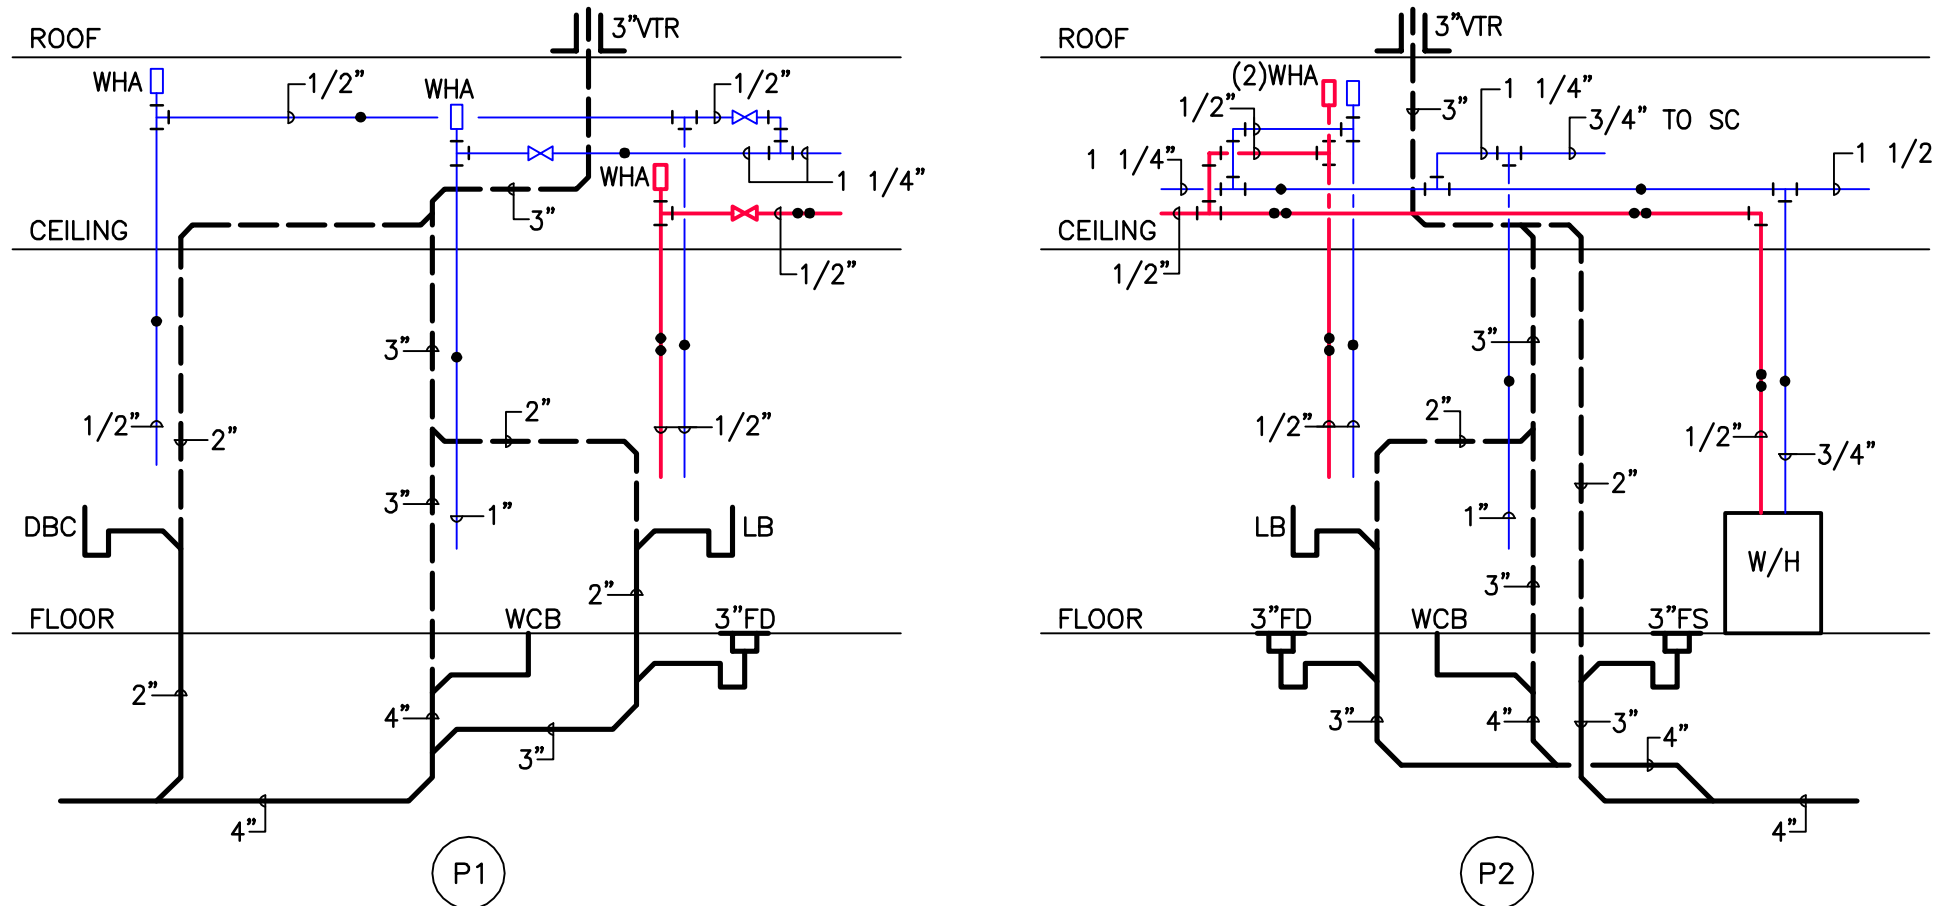 3”VTR
ROOF
WHA
1/2”
WHA
1/2”
WHA
1 1/4”
3”
CEILING
1/2”
3”
1/2”
2”
2”
1/2”
3”
1”
DBC
LB
2”
FLOOR
WCB
3”FD
2”
4”
3”
4”
P1
3”VTR
ROOF
(2)WHA
1/2”
3”
1 1/4”
3/4” TO SC
1 1/4”
1 1/2
CEILING
1/2”
3”
2”
1/2”
1/2”
3/4”
2”
1”
LB
W/H
3”
FLOOR
3”FD
WCB
3”FS
3”
4”
3”
4”
4”
P2